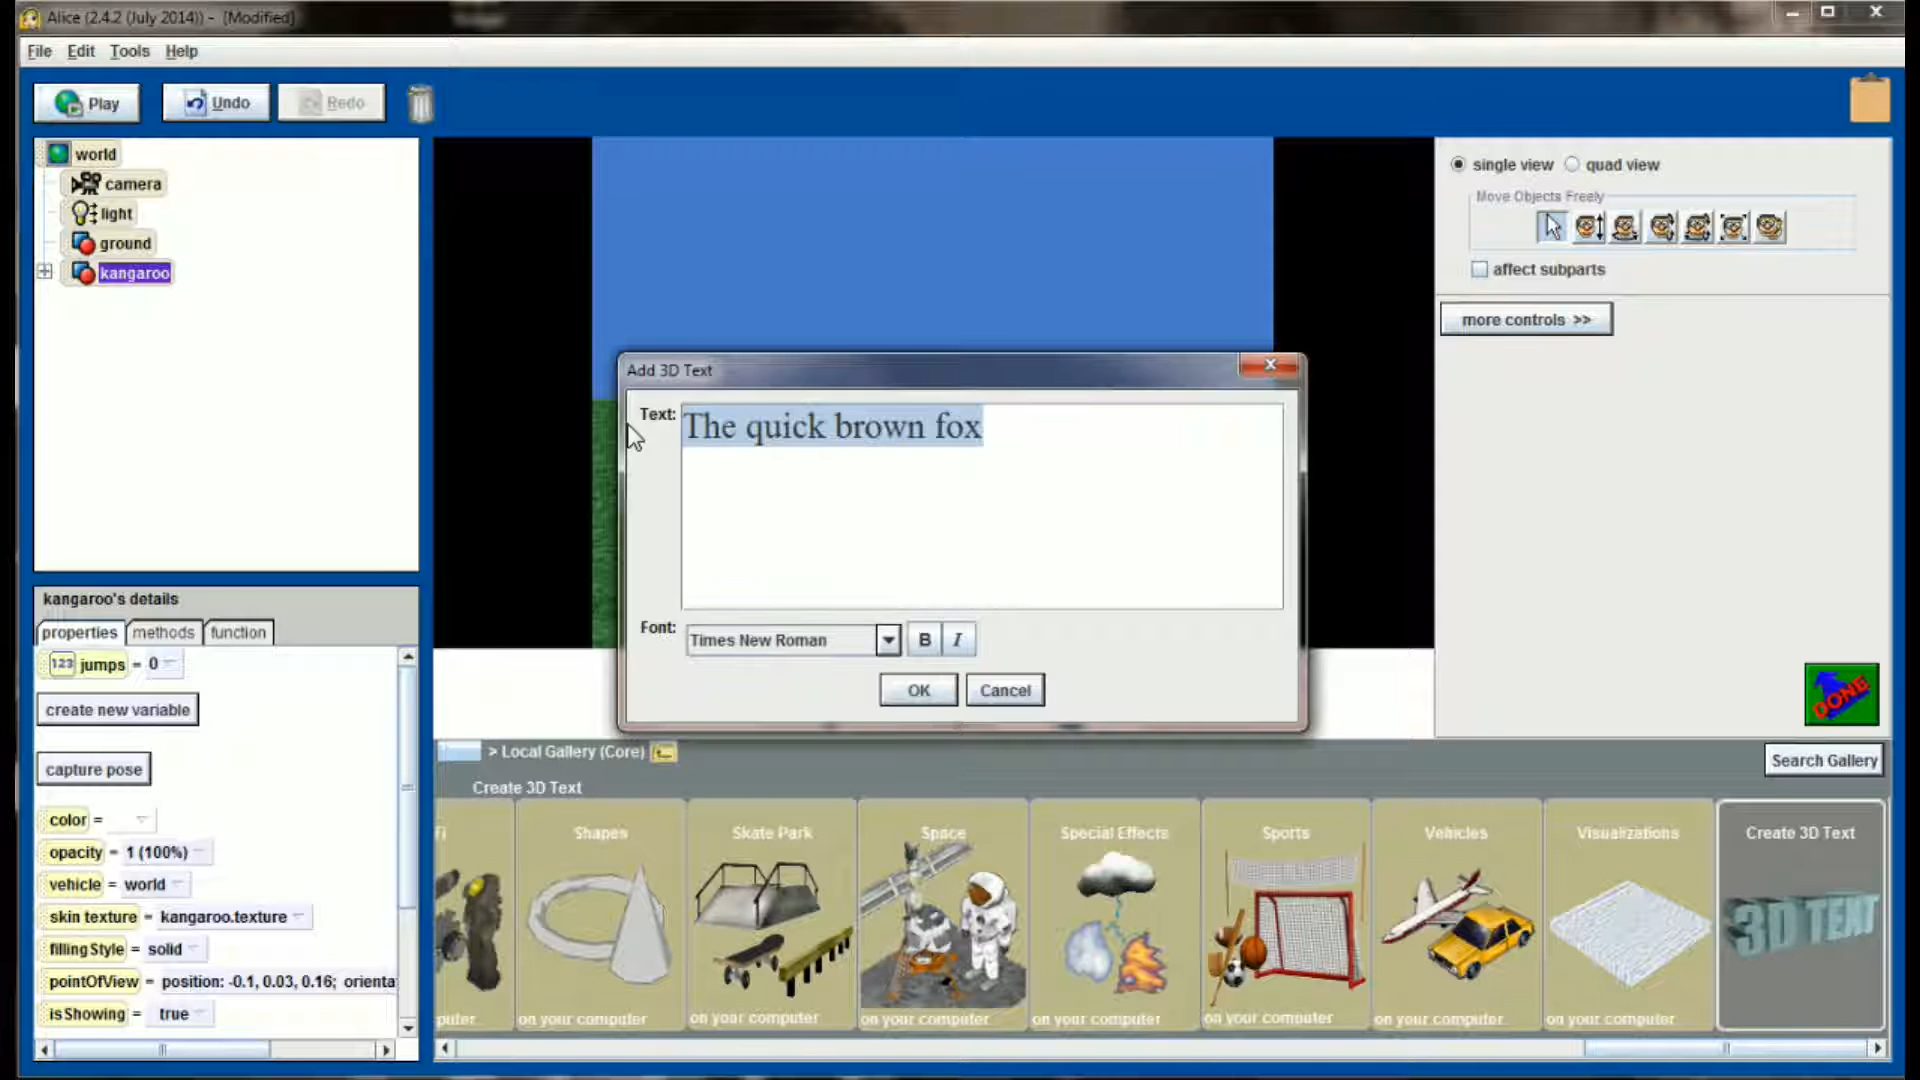 Alice (2.4.2 (July 2014)) - [Modified]
File Edit Tools Help
Play Undo Redo
world
camera
light
ground
kangaroo
single view quad view
Move Objects Freely
affect subparts
more controls >>
DONE
Add 3D Text
Text: The quick brown fox
Font: Times New Roman B I
OK Cancel
kangaroo's details
properties methods function
123 jumps = 0
create new variable
capture pose
color =
opacity = 1 (100%)
vehicle = world
skin texture = kangaroo.texture
fillingStyle = solid
pointOfView = position: -0.1, 0.03, 0.16; orienta
isShowing = true
> Local Gallery (Core)
Search Gallery
Create 3D Text
fi Shapes Skate Park Space Special Effects Sports Vehicles Visualizations Create 3D Text
3D TEXT
puter on your computer on your computer on your computer on your computer on your computer on your computer on your computer